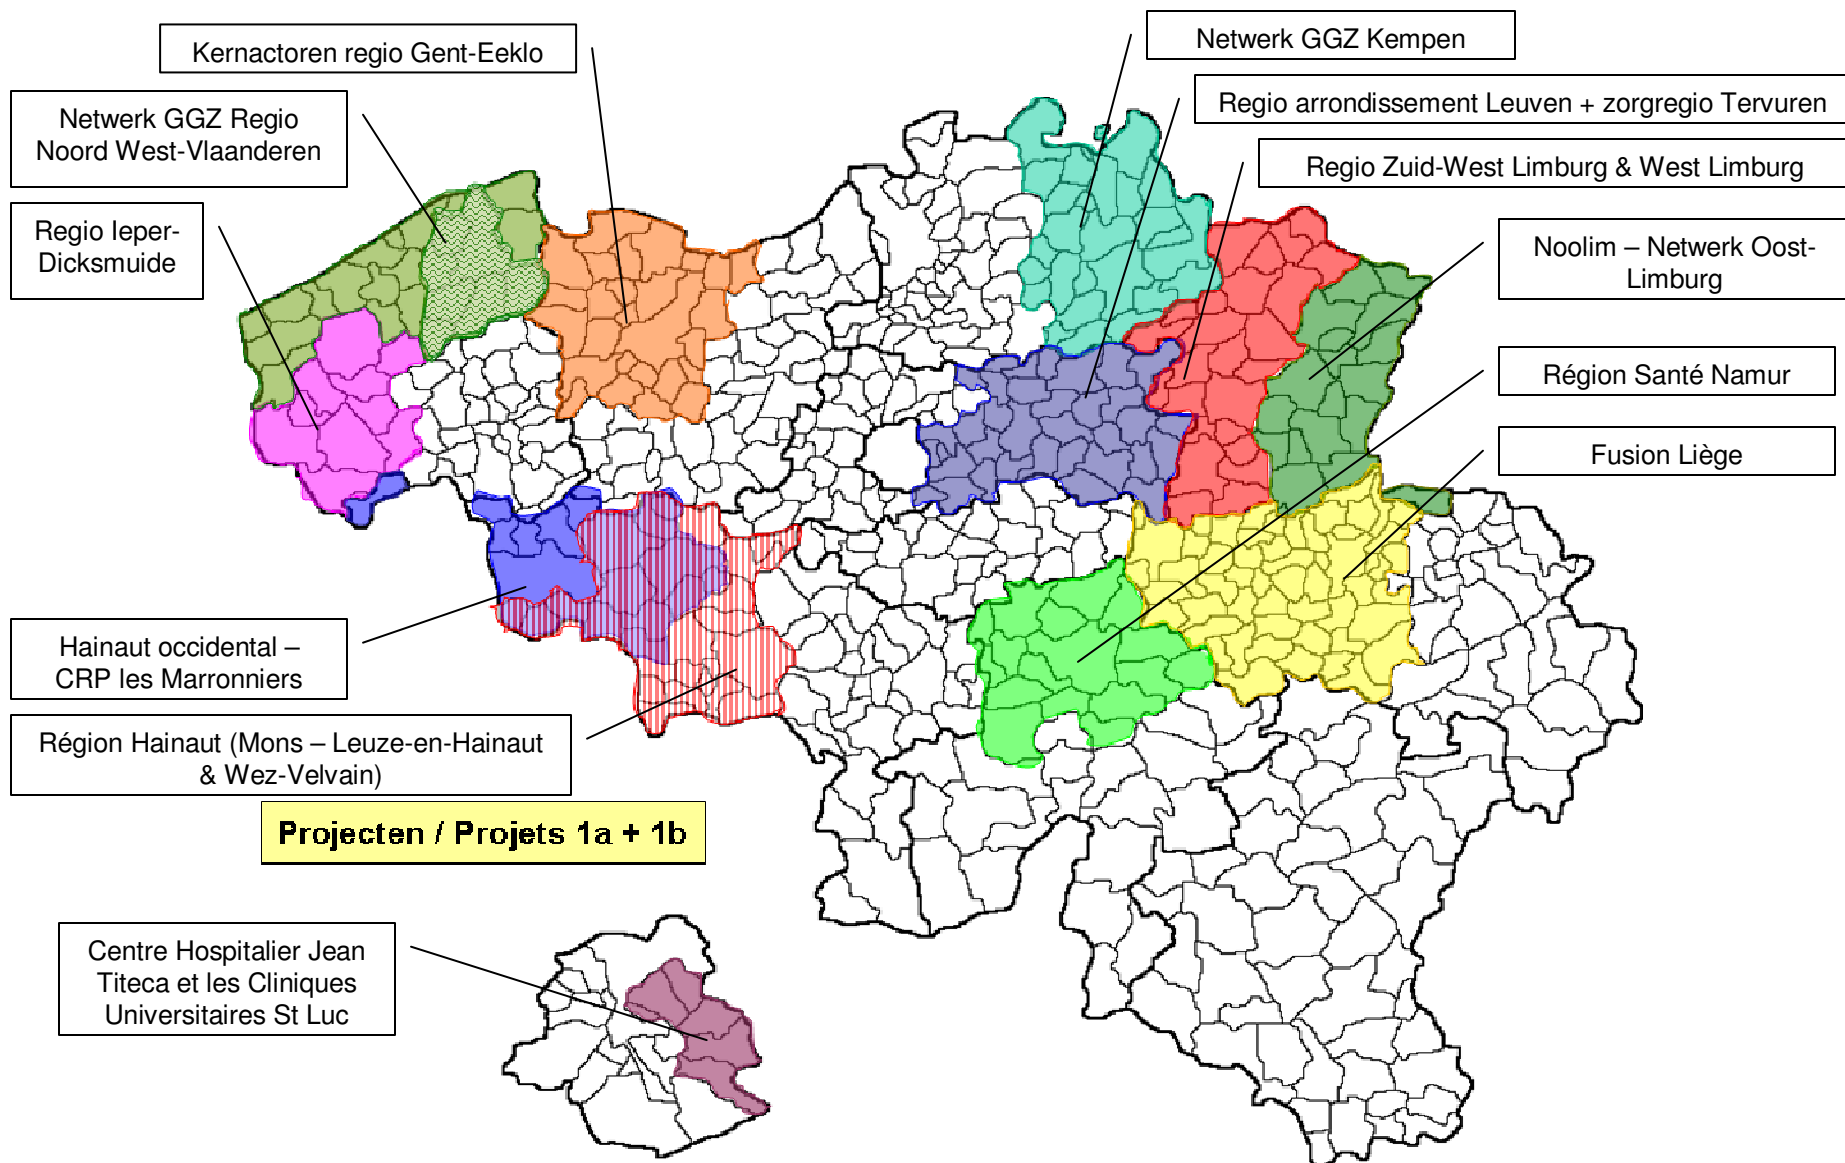 Kernactoren regio Gent-Eeklo
Netwerk GGZ Regio
Noord West-Vlaanderen
Regio Ieper-
Dicksmuide
Netwerk GGZ Kempen
Regio arrondissement Leuven + zorgregio Tervuren
Regio Zuid-West Limburg & West Limburg
Noolim – Netwerk Oost-
Limburg
Région Santé Namur
Fusion Liège
Hainaut occidental –
CRP les Marronniers
Région Hainaut (Mons – Leuze-en-Hainaut
& Wez-Velvain)
Projecten / Projets 1a + 1b
Centre Hospitalier Jean
Titeca et les Cliniques
Universitaires St Luc